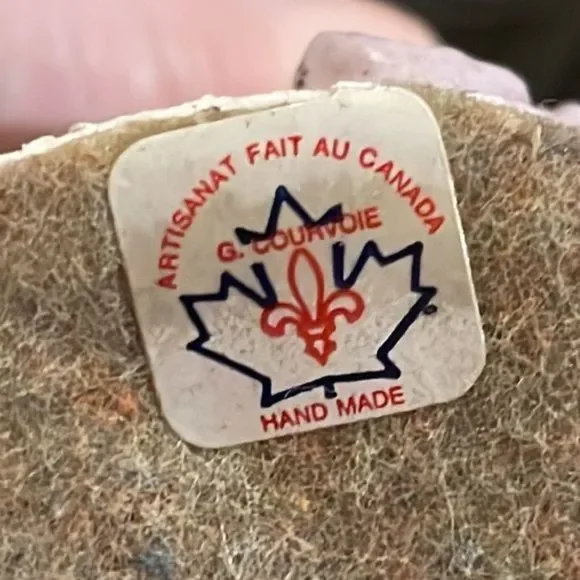 ARTISANAT FAIT AU CANADA
G. COURVOIE
HAND MADE